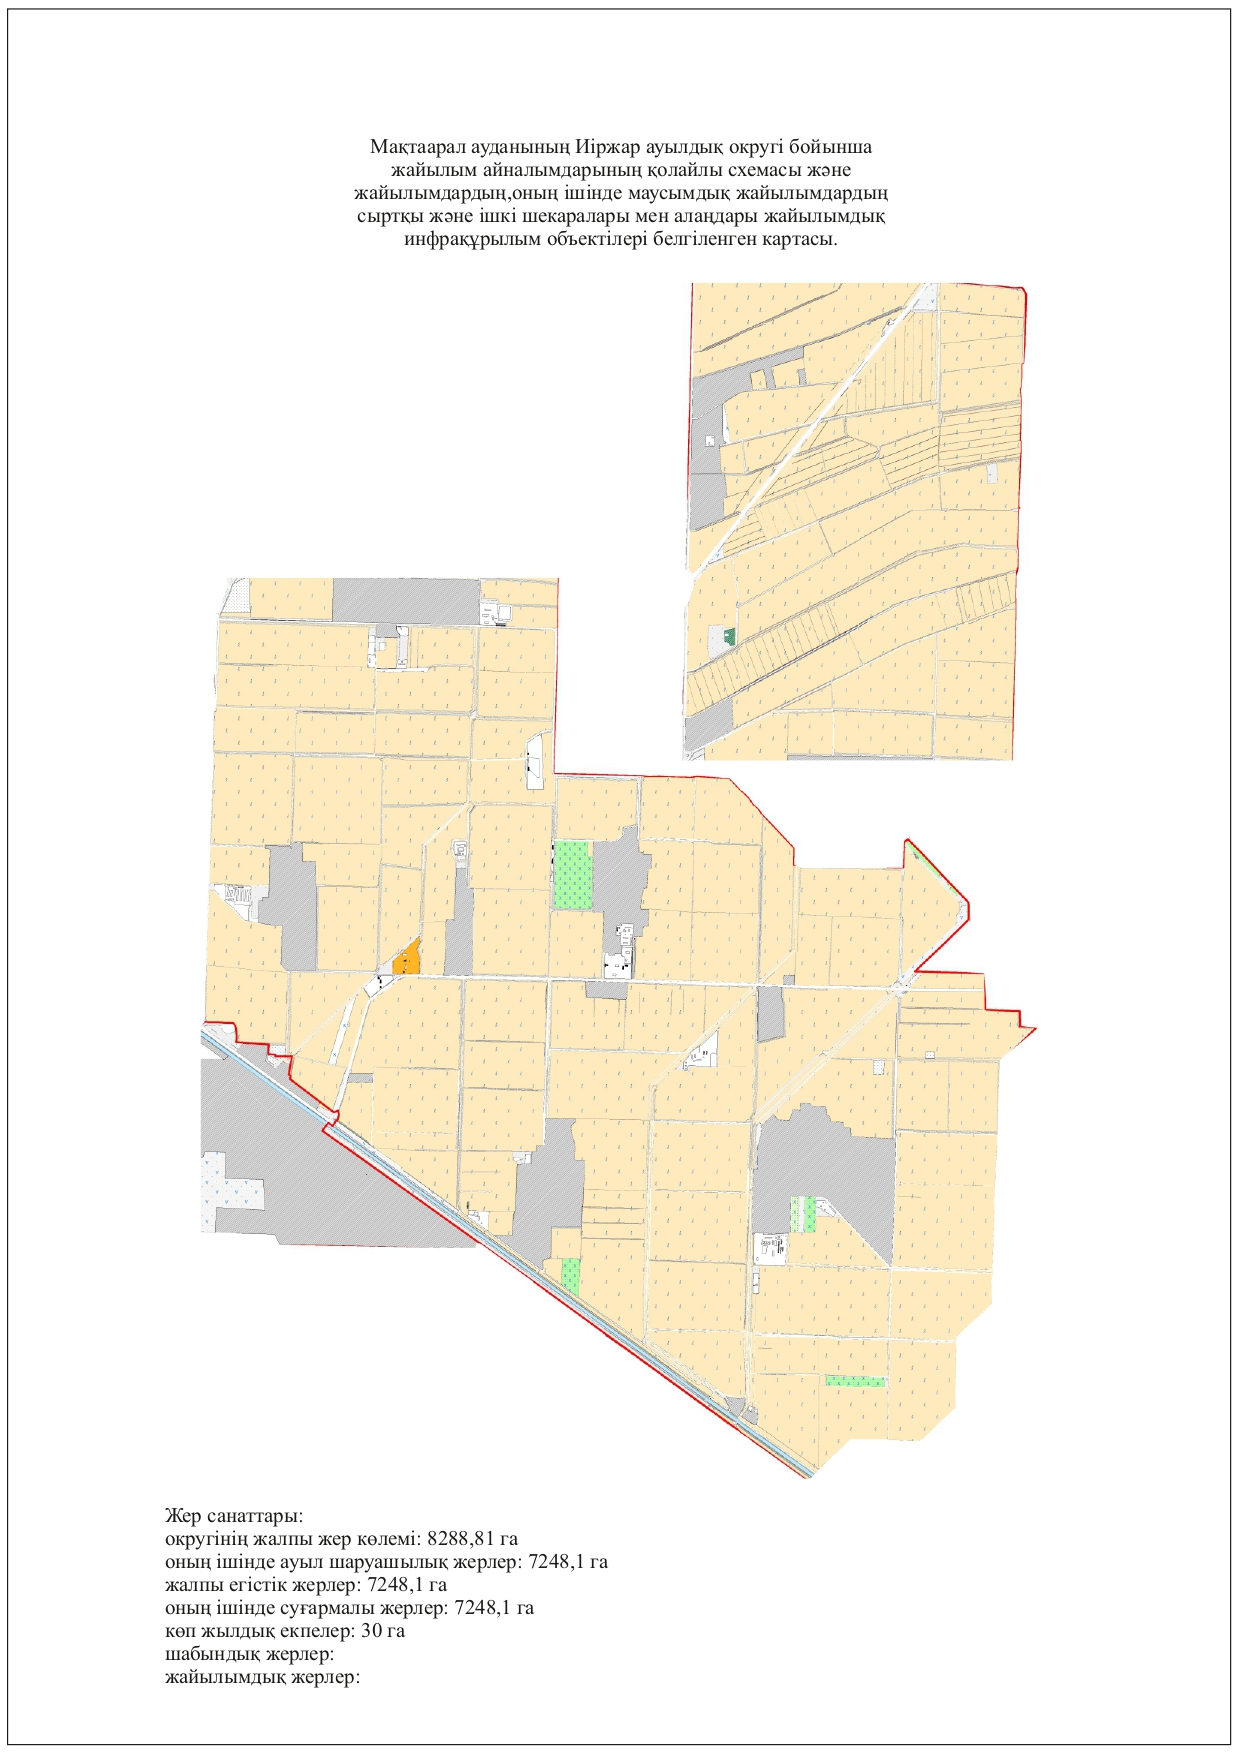 Мақтаарал ауданының Иіржар ауылдық округі бойынша
жайылым айналымдарының қолайлы схемасы және
жайылымдардың,оның ішінде маусымдық жайылымдардың
сыртқы және ішкі шекаралары мен алаңдары жайылымдық
инфрақұрылым объектілері белгіленген картасы.
Жер санаттары:
округінің жалпы жер көлемі: 8288,81 га
оның ішінде ауыл шаруашылық жерлер: 7248,1 га
жалпы егістік жерлер: 7248,1 га
оның ішінде суғармалы жерлер: 7248,1 га
көп жылдық екпелер: 30 га
шабындық жерлер:
жайылымдық жерлер: